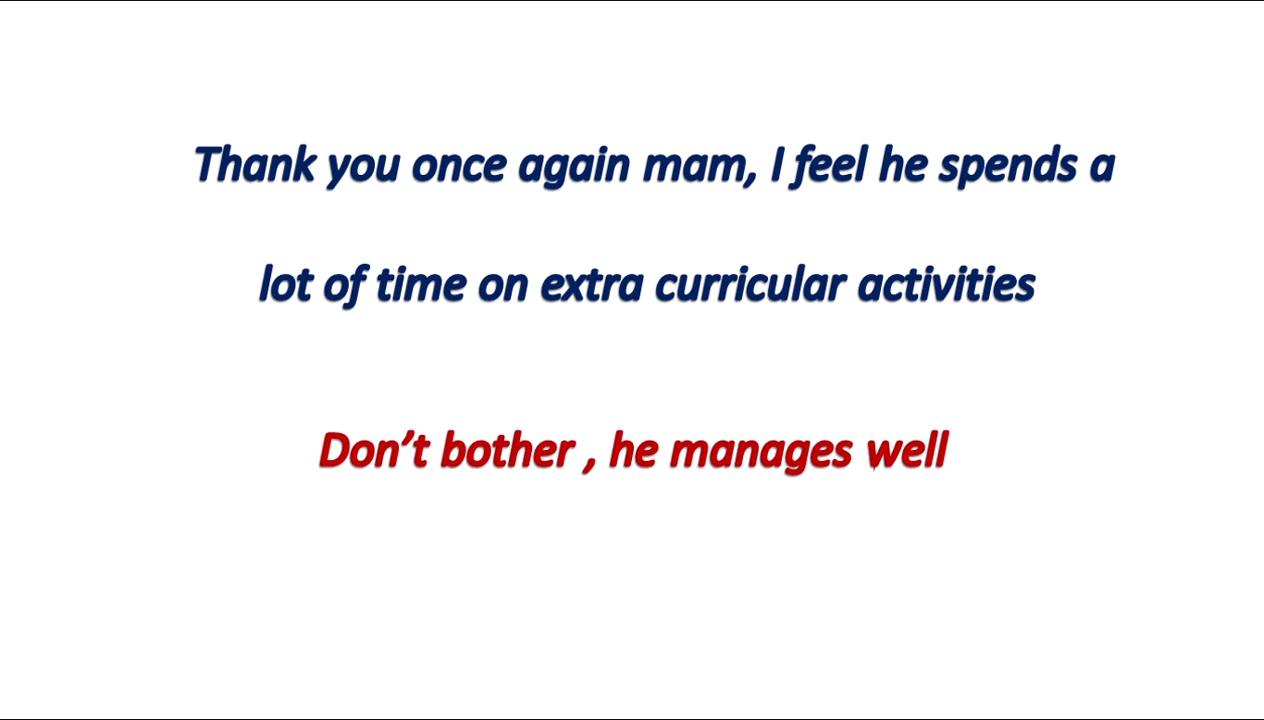 Thank you once again mam, I feel he spends a
lot of time on extra curricular activities
Don’t bother , he manages well